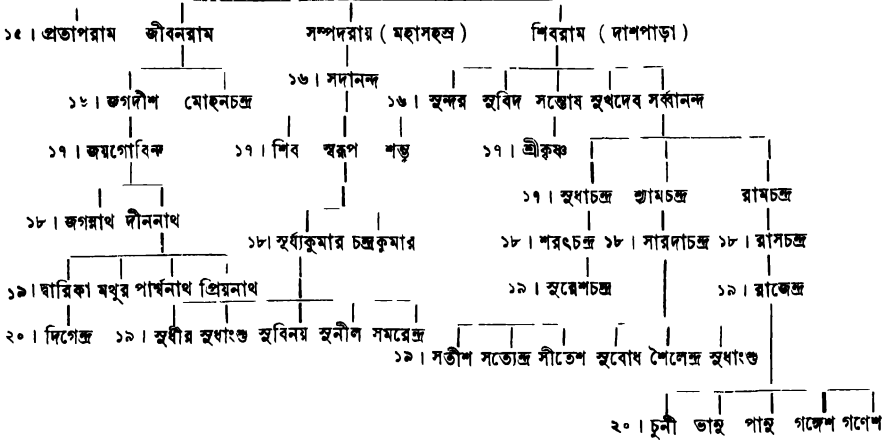 ১৫। প্রতাপরাম জীবনরাম সম্পদরায় ( মহাসহস্র ) শিবরাম ( দাশপাড়া )
১৬। জগদীশ মোহনচন্দ্র ১৬। সদানন্দ ১৬। সুন্দর সুবিদ সন্তোষ সুখদেব সর্ব্বানন্দ
১৭। জয়গোবিন্দ ১৭। শিব স্বরূপ শম্ভু ১৭। শ্রীকৃষ্ণ
১৭। সুধাচন্দ্র শ্যামচন্দ্র রামচন্দ্র
১৮। জগন্নাথ দীননাথ ১৮। সূর্য্যকুমার চন্দ্রকুমার ১৮। শরৎচন্দ্র ১৮। সারদাচন্দ্র ১৮। রাসচন্দ্র
১৯। দ্বারিকা মথুর পার্শ্বনাথ প্রিয়নাথ ১৯। সুরেশচন্দ্র ১৯। রাজেন্দ্র
২০। দিগেন্দ্র ১৯। সুধীর সুধাংশু সুবিনয় সুনীল সমরেন্দ্র
১৯। সতীশ সত্যেন্দ্র সীতেশ সুবোধ শৈলেন্দ্র সুধাংশু
২০। চুনী ভানু পানু গঙ্গেশ গণেশ